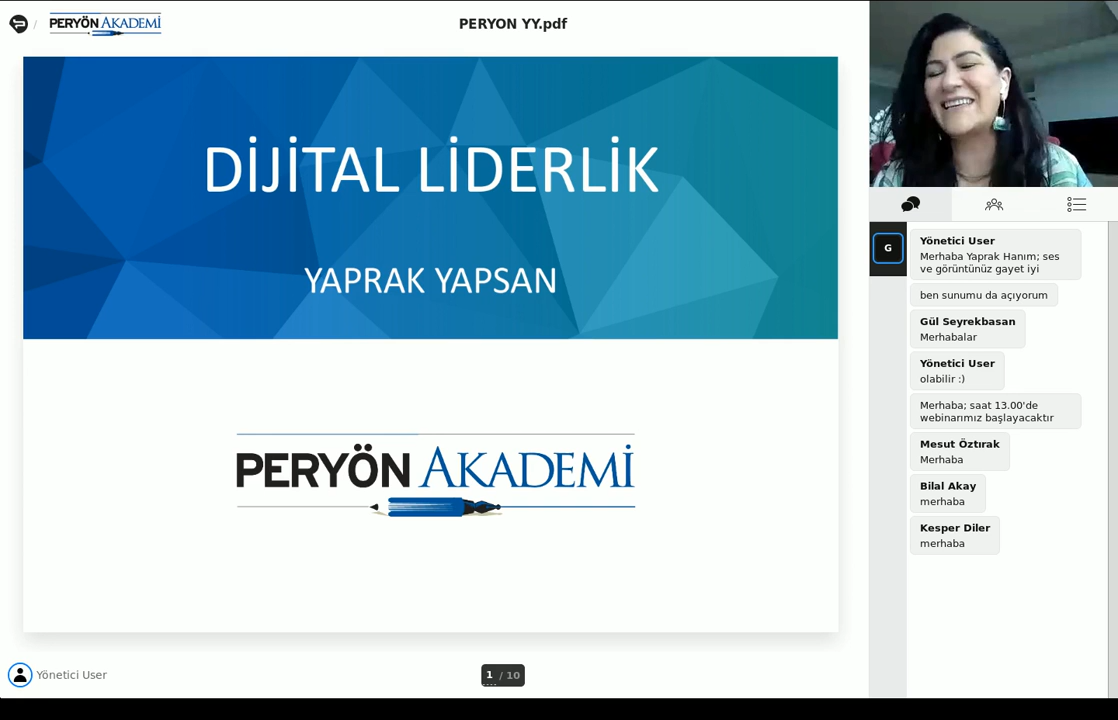 PERYÖN AKADEMİ
PERYON YY.pdf
DİJİTAL LİDERLİK
YAPRAK YAPSAN
PERYÖN AKADEMİ
Yönetici User
1 / 10
G
Yönetici User
Merhaba Yaprak Hanım; ses
ve görüntünüz gayet iyi
ben sunumu da açıyorum
Gül Seyrekbasan
Merhabalar
Yönetici User
olabilir :)
Merhaba; saat 13.00'de
webinarımız başlayacaktır
Mesut Öztırak
Merhaba
Bilal Akay
merhaba
Kesper Diler
merhaba